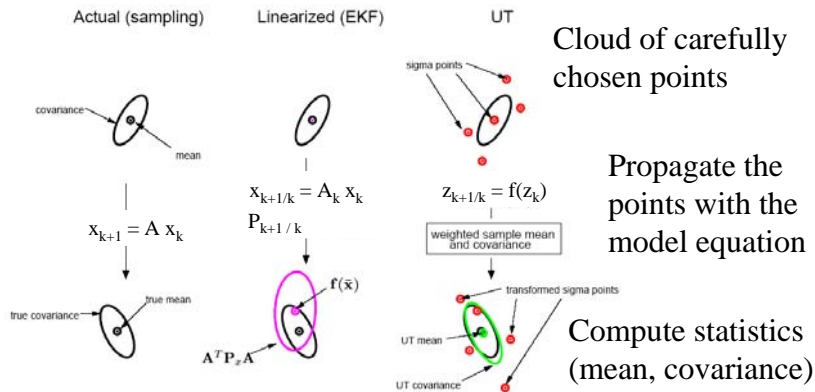 Actual (sampling)
Linearized (EKF)
UT
sigma points
covariance
mean
Cloud of carefully
chosen points
x_{k+1} = A x_k
x_{k+1/k} = A_k x_k
P_{k+1 / k}
z_{k+1/k} = f(z_k)
weighted sample mean
and covariance
Propagate the
points with the
model equation
true covariance
true mean
f(x̄)
A^T P_x A
transformed sigma points
UT mean
UT covariance
Compute statistics
(mean, covariance)